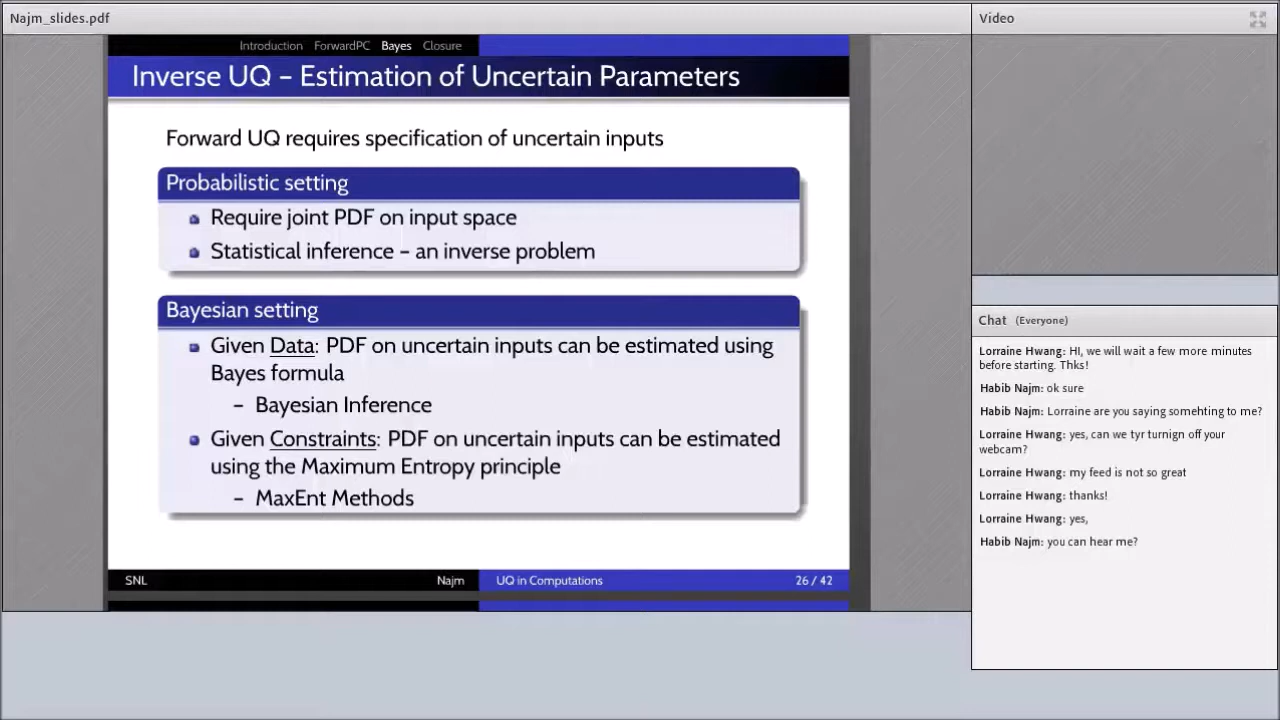 Najm_slides.pdf
Introduction ForwardPC Bayes Closure
Inverse UQ – Estimation of Uncertain Parameters
Forward UQ requires specification of uncertain inputs
Probabilistic setting
Require joint PDF on input space
Statistical inference – an inverse problem
Bayesian setting
Given Data: PDF on uncertain inputs can be estimated using
Bayes formula
– Bayesian Inference
Given Constraints: PDF on uncertain inputs can be estimated
using the Maximum Entropy principle
– MaxEnt Methods
SNL Najm UQ in Computations 26 / 42
Video
Chat (Everyone)
Lorraine Hwang: HI, we will wait a few more minutes
before starting. Thks!
Habib Najm: ok sure
Habib Najm: Lorraine are you saying somehting to me?
Lorraine Hwang: yes, can we tyr turnign off your
webcam?
Lorraine Hwang: my feed is not so great
Lorraine Hwang: thanks!
Lorraine Hwang: yes,
Habib Najm: you can hear me?